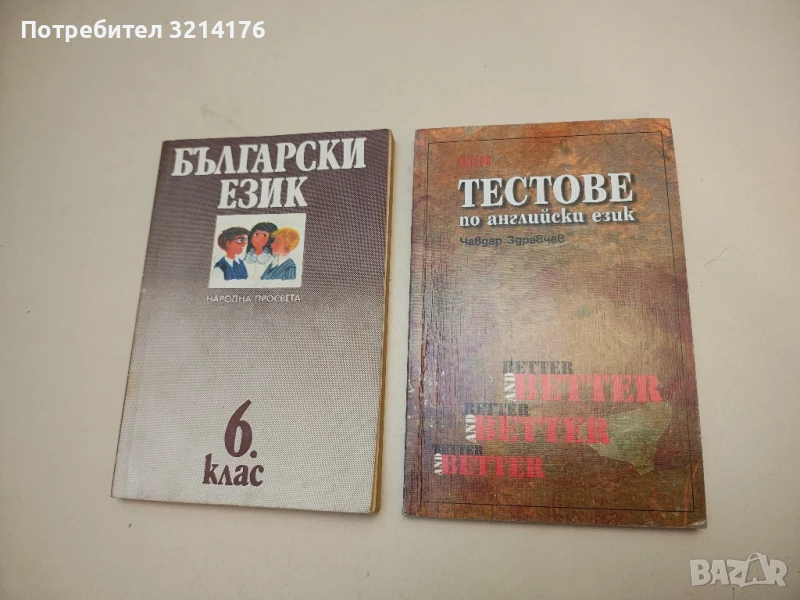 Потребител 3214176
БЪЛГАРСКИ
ЕЗИК
НАРОДНА ПРОСВЕТА
6.
клас
ТЕСТОВЕ
по английски език
Чавдар Здравчев
BETTER
AND BETTER
BETTER
AND BETTER
BETTER
AND BETTER
BAZAR